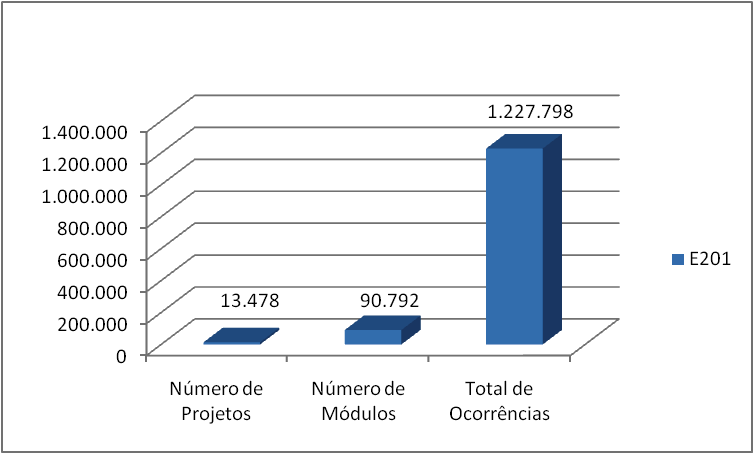 1.227.798
1.400.000
1.200.000
1.000.000
800.000
600.000
400.000
200.000
0
13.478
90.792
E201
Número de
Projetos
Número de
Módulos
Total de
Ocorrências